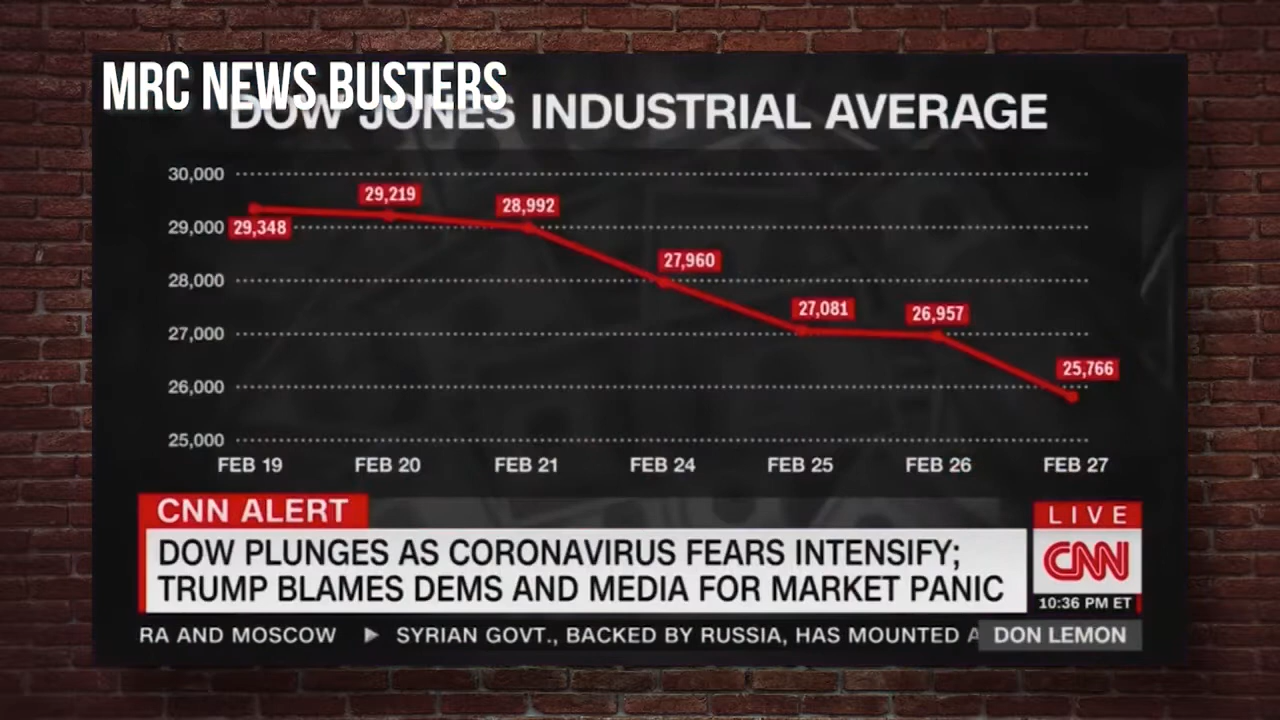 MRC NEWS BUSTERS
DOW JONES INDUSTRIAL AVERAGE
30,000
29,000
28,000
27,000
26,000
25,000
29,348
29,219
28,992
27,960
27,081
26,957
25,766
FEB 19 FEB 20 FEB 21 FEB 24 FEB 25 FEB 26 FEB 27
CNN ALERT
DOW PLUNGES AS CORONAVIRUS FEARS INTENSIFY;
TRUMP BLAMES DEMS AND MEDIA FOR MARKET PANIC
LIVE
CNN
10:36 PM ET
RA AND MOSCOW ▶ SYRIAN GOVT., BACKED BY RUSSIA, HAS MOUNTED A
DON LEMON